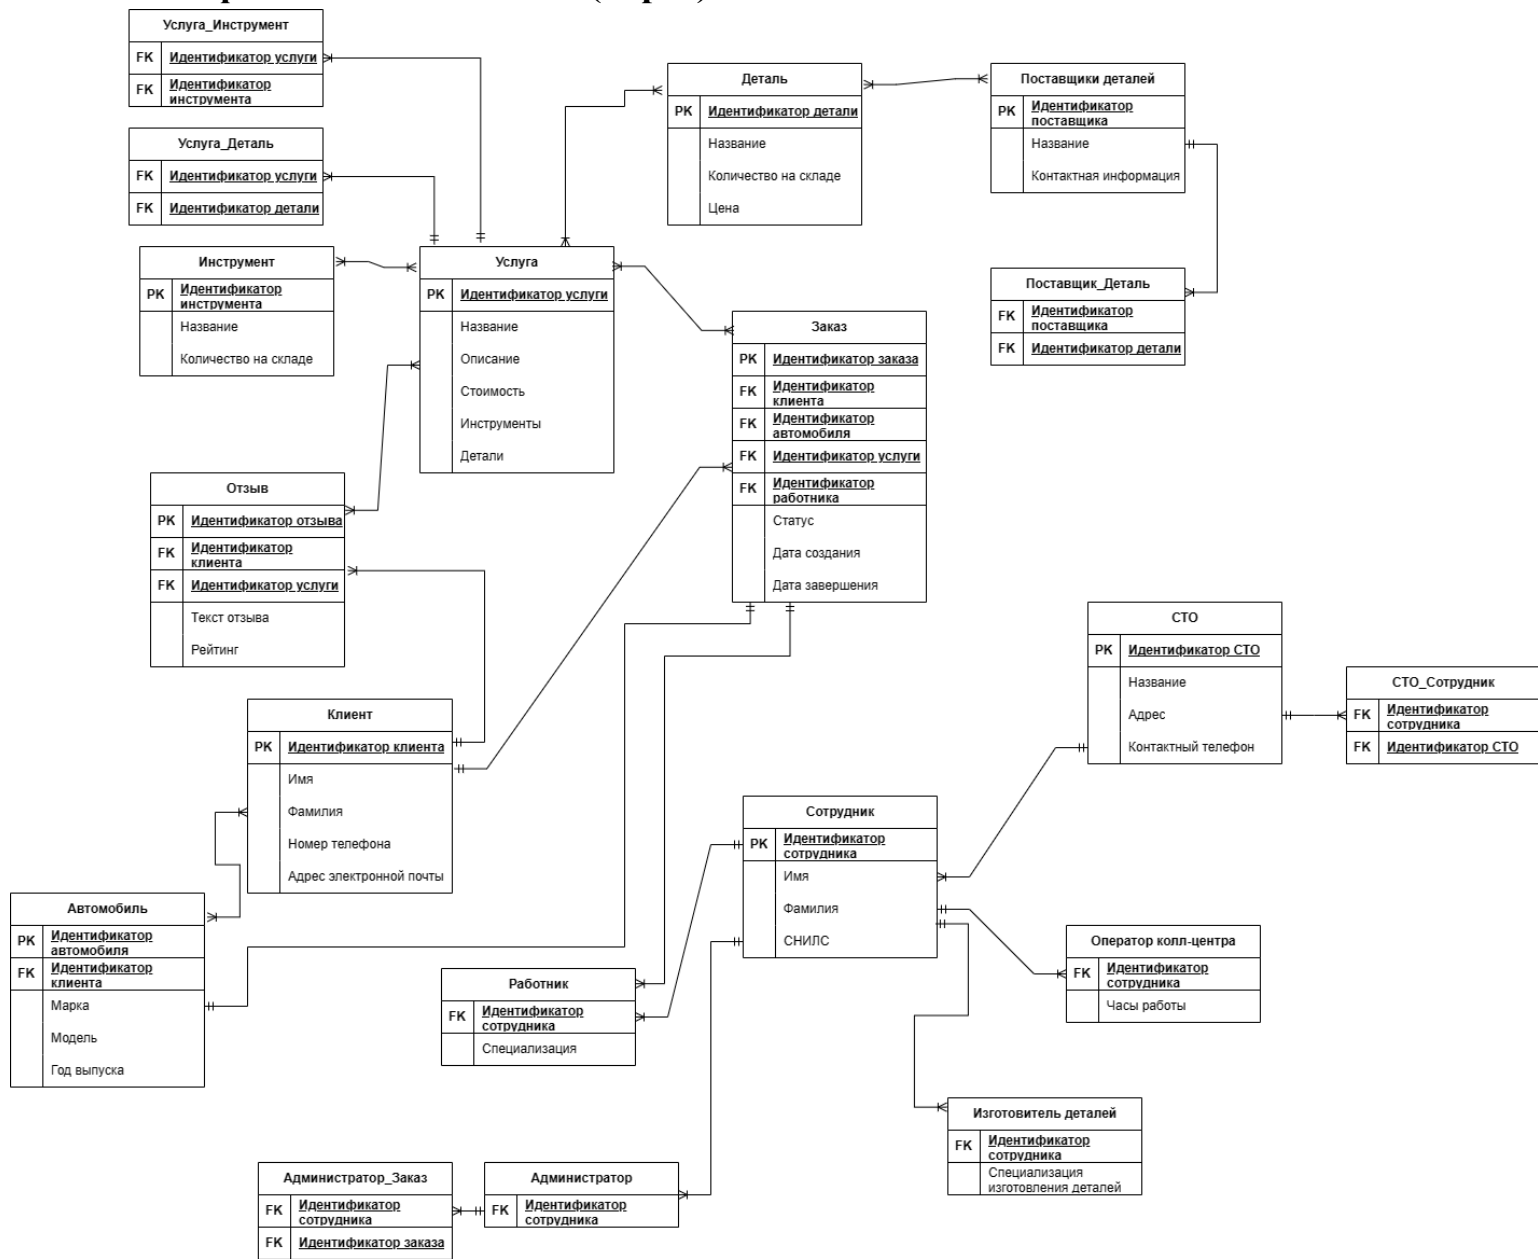 Услуга_Инструмент
FK Идентификатор услуги
FK Идентификатор
инструмента
Услуга_Деталь
FK Идентификатор услуги
FK Идентификатор детали
Деталь
PK Идентификатор детали
Название
Количество на складе
Цена
Поставщики деталей
PK Идентификатор
поставщика
Название
Контактная информация
Инструмент
PK Идентификатор
инструмента
Название
Количество на складе
Услуга
PK Идентификатор услуги
Название
Описание
Стоимость
Инструменты
Детали
Поставщик_Деталь
FK Идентификатор
поставщика
FK Идентификатор детали
Заказ
PK Идентификатор заказа
FK Идентификатор
клиента
FK Идентификатор
автомобиля
FK Идентификатор услуги
FK Идентификатор
работника
Статус
Дата создания
Дата завершения
Отзыв
PK Идентификатор отзыва
FK Идентификатор
клиента
FK Идентификатор услуги
Текст отзыва
Рейтинг
СТО
PK Идентификатор СТО
Название
Адрес
Контактный телефон
СТО_Сотрудник
FK Идентификатор
сотрудника
FK Идентификатор СТО
Клиент
PK Идентификатор клиента
Имя
Фамилия
Номер телефона
Адрес электронной почты
Сотрудник
PK Идентификатор
сотрудника
Имя
Фамилия
СНИЛС
Автомобиль
PK Идентификатор
автомобиля
FK Идентификатор
клиента
Марка
Модель
Год выпуска
Оператор колл-центра
FK Идентификатор
сотрудника
Часы работы
Работник
FK Идентификатор
сотрудника
Специализация
Изготовитель деталей
FK Идентификатор
сотрудника
Специализация
изготовления деталей
Администратор_Заказ
FK Идентификатор
сотрудника
FK Идентификатор заказа
Администратор
FK Идентификатор
сотрудника